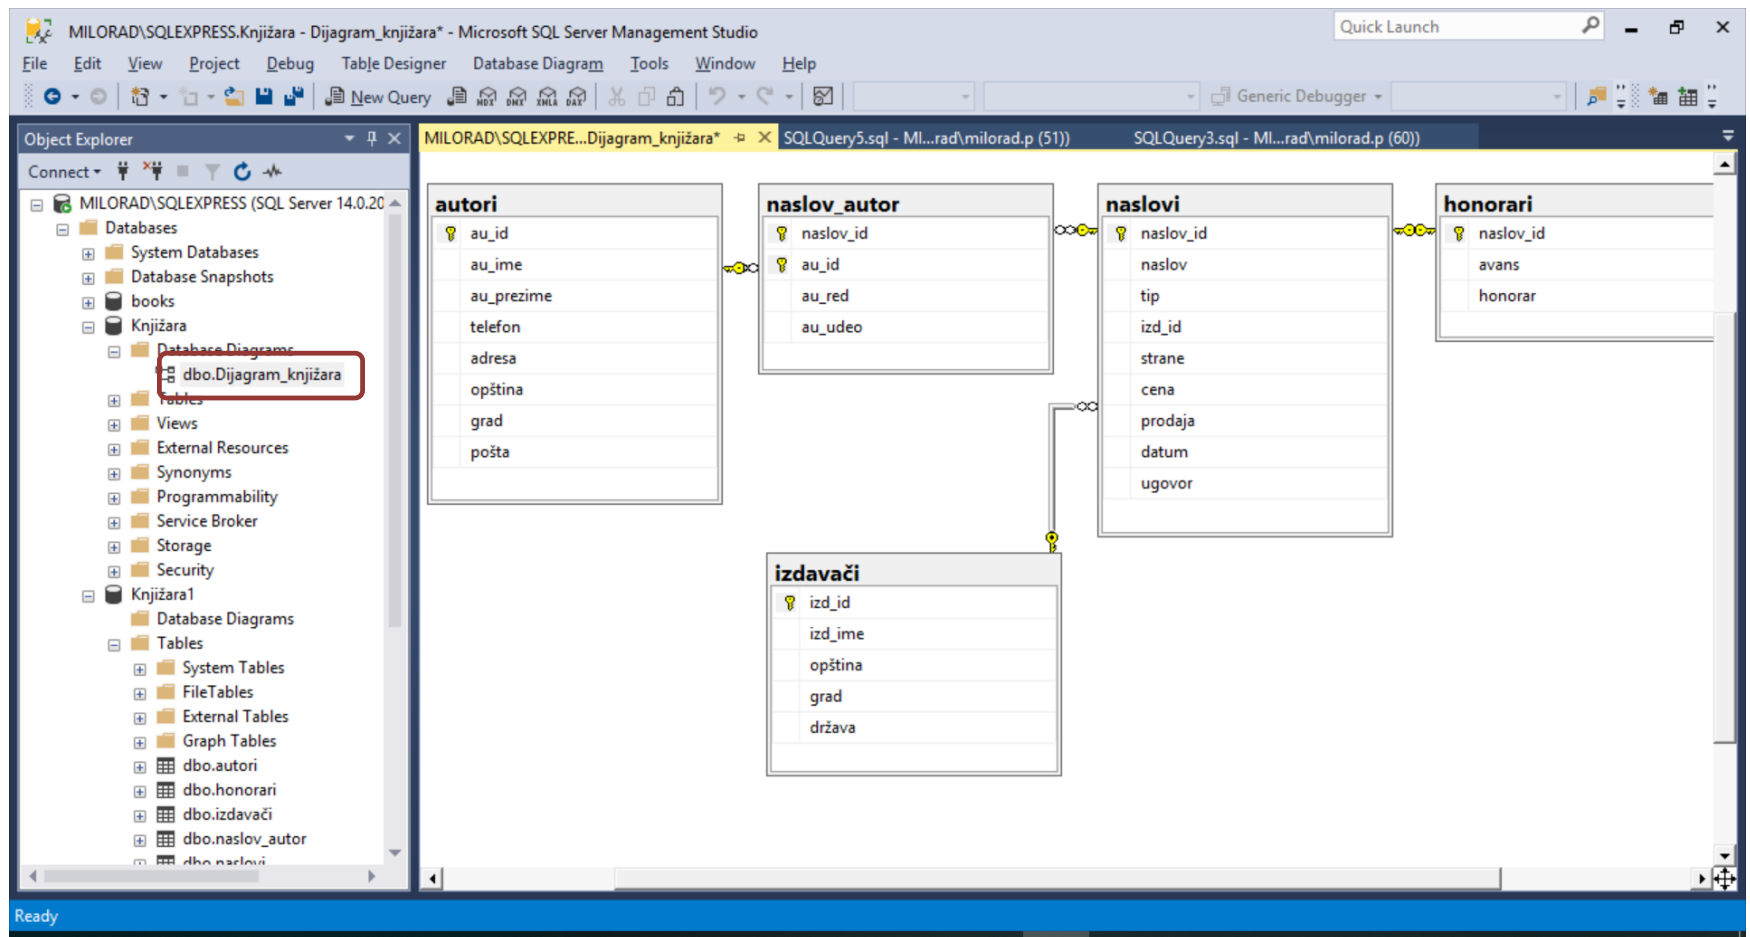 MILORAD\SQLEXPRESS.Knjižara - Dijagram_knjižara* - Microsoft SQL Server Management Studio
Quick Launch
File Edit View Project Debug Table Designer Database Diagram Tools Window Help
New Query MDX DMX XMLA DAX Generic Debugger
Object Explorer
MILORAD\SQLEXPRE...Dijagram_knjižara* SQLQuery5.sql - MI...rad\milorad.p (51)) SQLQuery3.sql - MI...rad\milorad.p (60))
Connect
MILORAD\SQLEXPRESS (SQL Server 14.0.20
Databases
System Databases
Database Snapshots
books
Knjižara
Database Diagrams
dbo.Dijagram_knjižara
Tables
Views
External Resources
Synonyms
Programmability
Service Broker
Storage
Security
Knjižara1
Database Diagrams
Tables
System Tables
FileTables
External Tables
Graph Tables
dbo.autori
dbo.honorari
dbo.izdavači
dbo.naslov_autor
dbo.naslovi
autori
au_id
au_ime
au_prezime
telefon
adresa
opština
grad
pošta
naslov_autor
naslov_id
au_id
au_red
au_udeo
naslovi
naslov_id
naslov
tip
izd_id
strane
cena
prodaja
datum
ugovor
honorari
naslov_id
avans
honorar
izdavači
izd_id
izd_ime
opština
grad
država
Ready